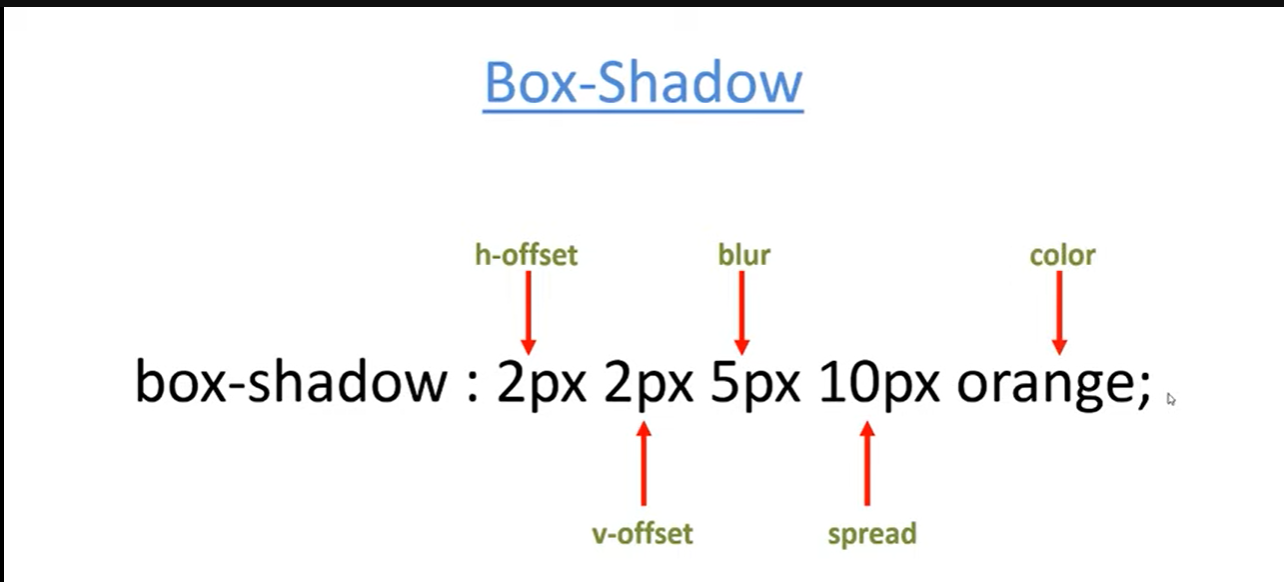 Box-Shadow
h-offset blur color
box-shadow : 2px 2px 5px 10px orange;
v-offset spread